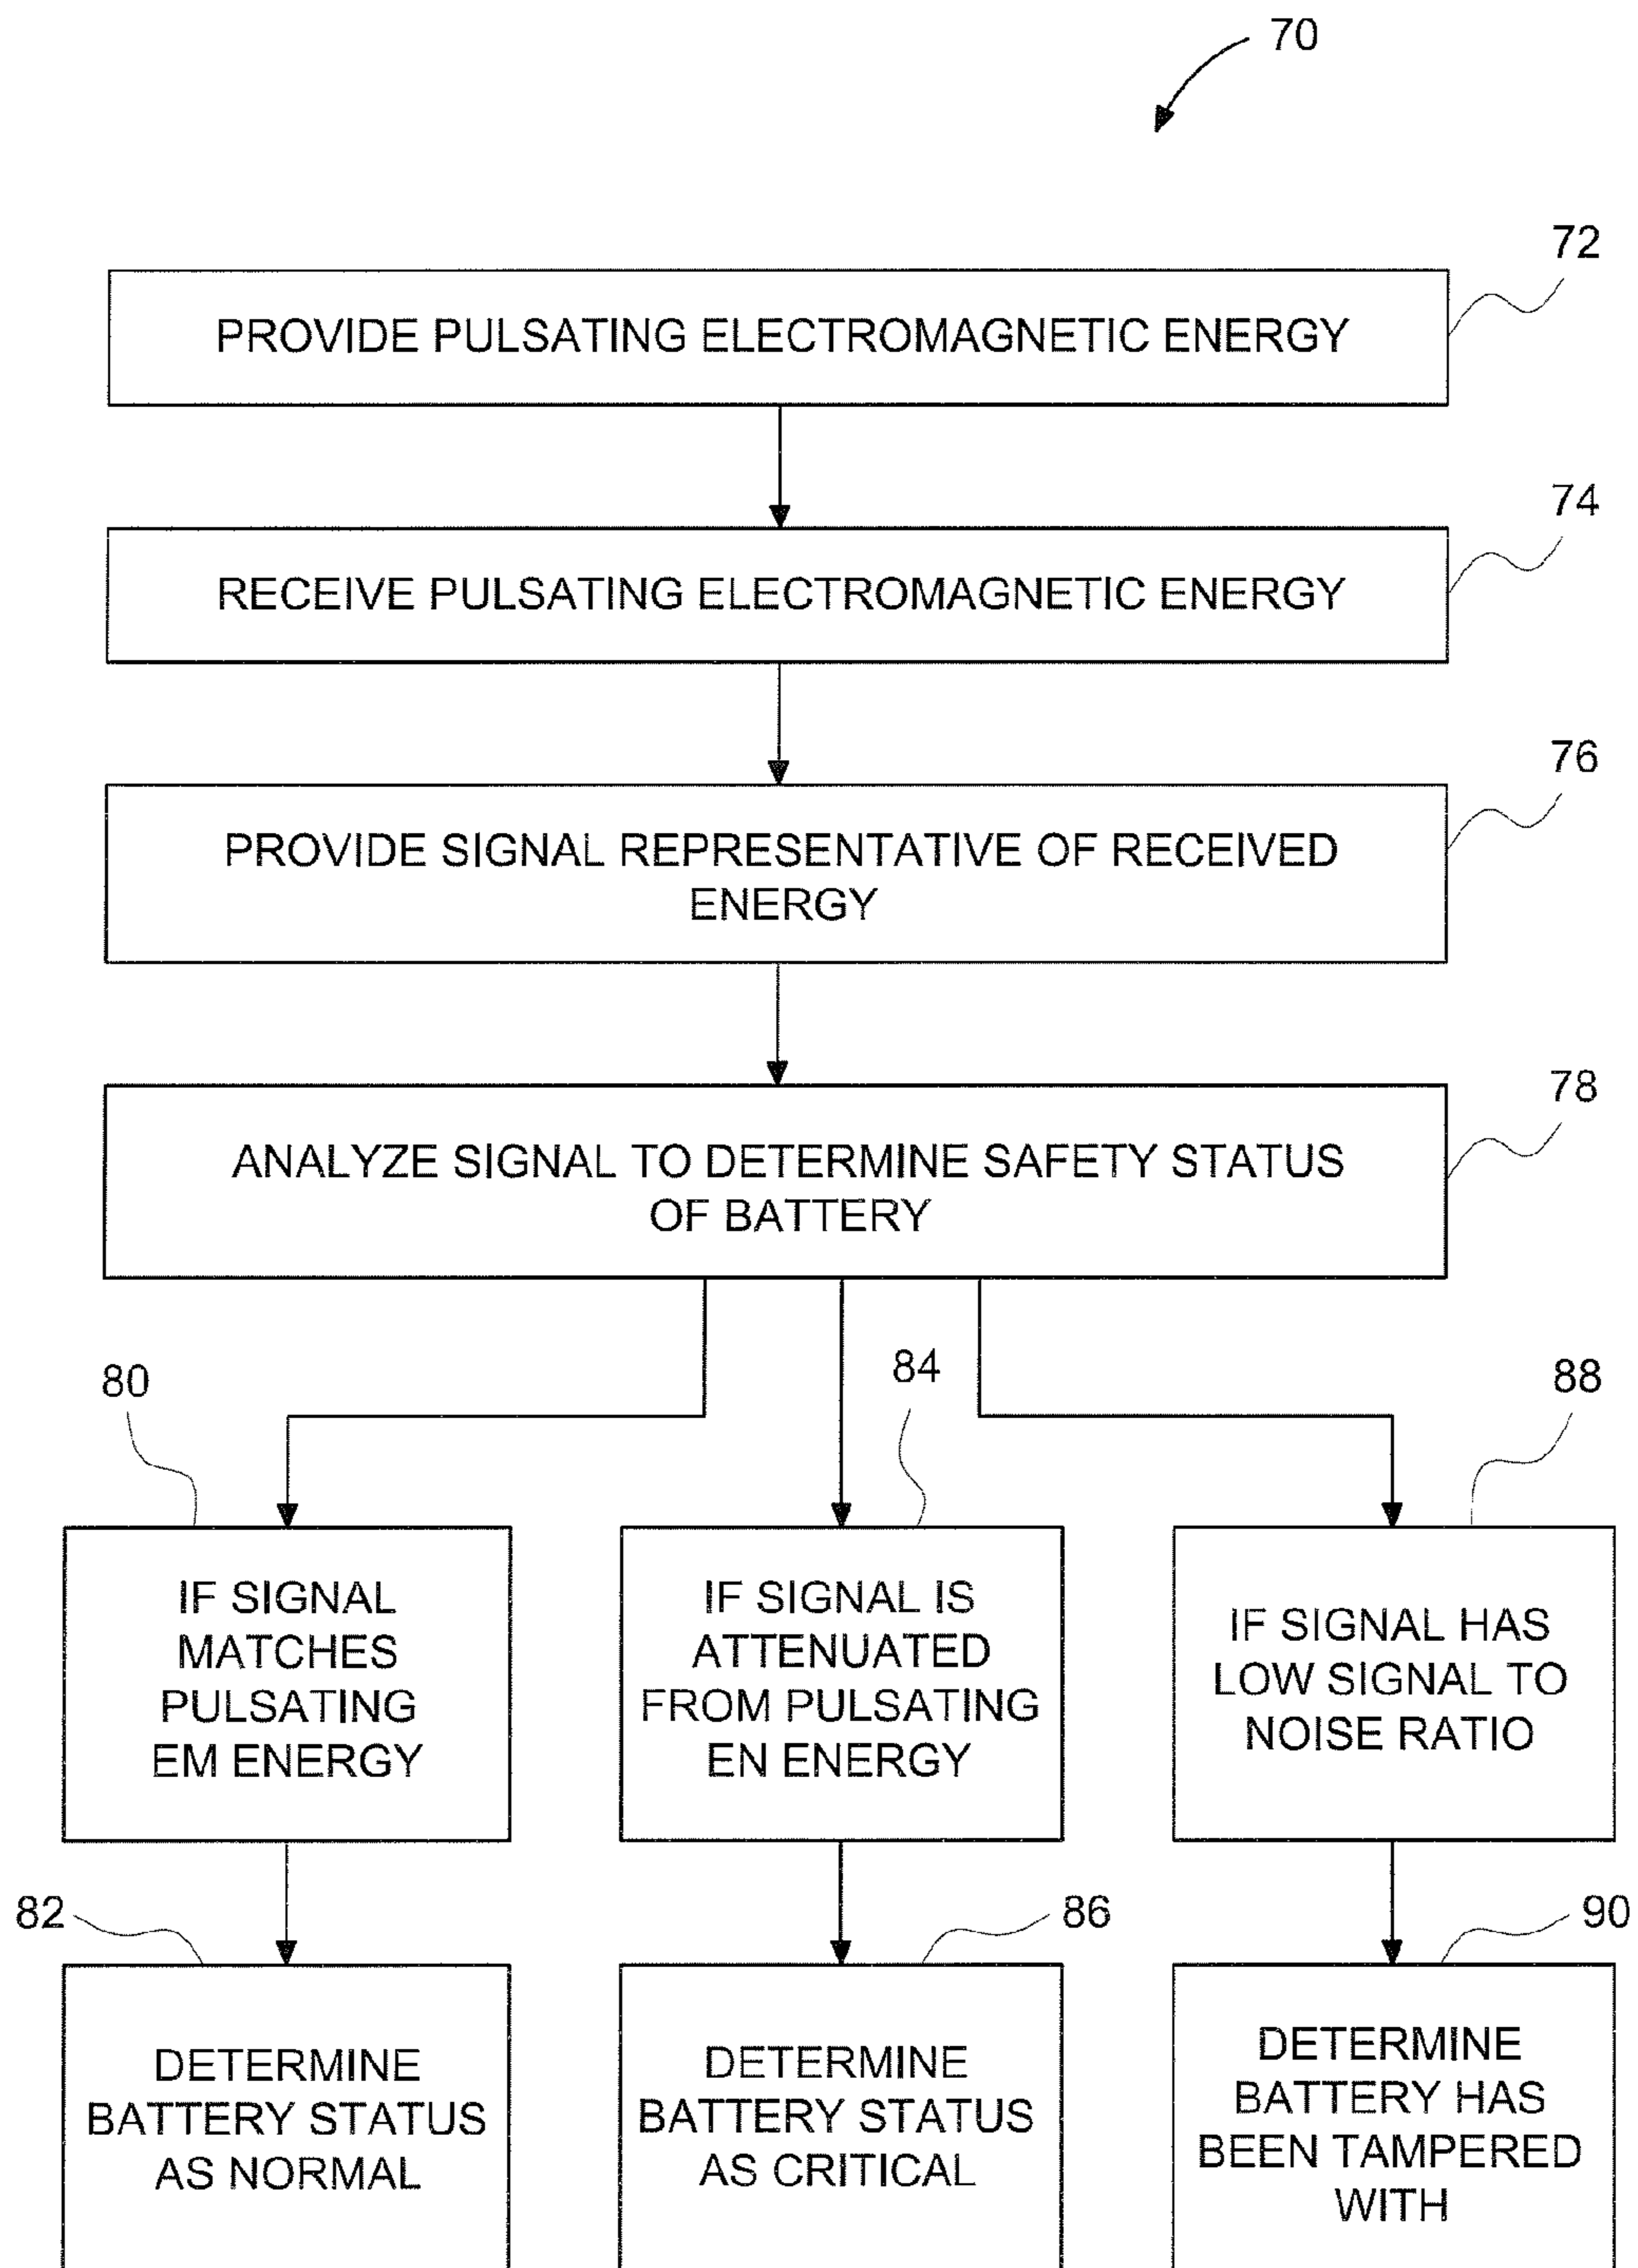 70
72
PROVIDE PULSATING ELECTROMAGNETIC ENERGY
74
RECEIVE PULSATING ELECTROMAGNETIC ENERGY
76
PROVIDE SIGNAL REPRESENTATIVE OF RECEIVED
ENERGY
78
ANALYZE SIGNAL TO DETERMINE SAFETY STATUS
OF BATTERY
80
IF SIGNAL
MATCHES
PULSATING
EM ENERGY
84
IF SIGNAL IS
ATTENUATED
FROM PULSATING
EN ENERGY
88
IF SIGNAL HAS
LOW SIGNAL TO
NOISE RATIO
82
DETERMINE
BATTERY STATUS
AS NORMAL
86
DETERMINE
BATTERY STATUS
AS CRITICAL
90
DETERMINE
BATTERY HAS
BEEN TAMPERED
WITH